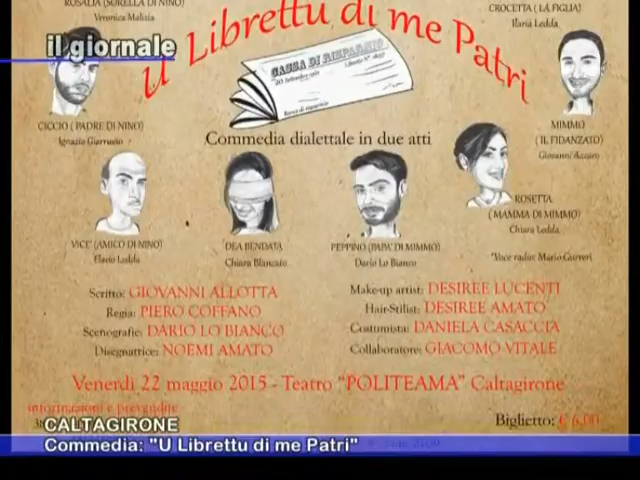 ROSALIA (SORELLA DI NINO)
Veronica Malizia
CROCETTA ( LA FIGLIA)
Ilaria Ledda
il giornale
U Librettu di me Patri
CASSA DI RISPARMIO
CICCIO ( PADRE DI NINO)
Ignazio Giarrusso
MIMMO
( IL FIDANZATO)
Giovanni Azzaro
Commedia dialettale in due atti
ROSETTA
( MAMMA DI MIMMO)
Chiara Ledda
VICE' (AMICO DI NINO)
Flavio Ledda
DEA BENDATA
Chiara Blancato
PEPPINO (PAPA' DI MIMMO)
Dario Lo Bianco
Scritto: GIOVANNI ALLOTTA
Regia: PIERO COFFANO
Scenografie: DARIO LO BIANCO
Disegnatrice: NOEMI AMATO
Make-up artist: DESIREE LUCENTI
Hair-Stilist: DESIREE AMATO
Costumista: DANIELA CASACCIA
Collaboratore: GIACOMO VITALE
Venerdì 22 maggio 2015 - Teatro "POLITEAMA" Caltagirone
informazioni e prevendite
Biglietto: € 6,00
CALTAGIRONE
Commedia: "U Librettu di me Patri"